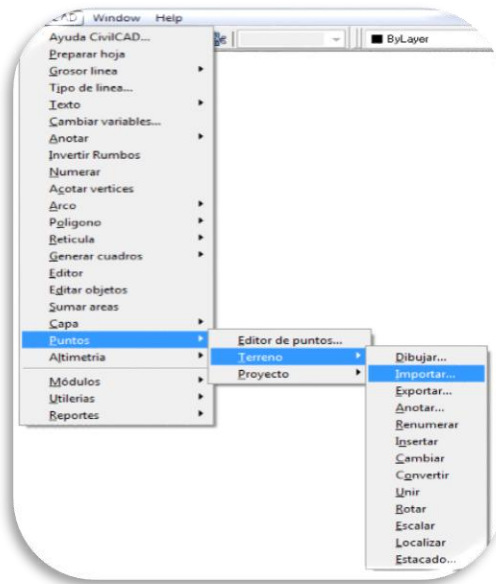 CAD Window Help
ByLayer
Ayuda CivilCAD...
Preparar hoja
Grosor linea
Tipo de linea...
Texto
Cambiar variables...
Anotar
Invertir Rumbos
Numerar
Acotar vertices
Arco
Poligono
Reticula
Generar cuadros
Editor
Editar objetos
Sumar areas
Capa
Puntos
Altimetria
Módulos
Utilerias
Reportes
Editor de puntos...
Terreno
Proyecto
Dibujar...
Importar...
Exportar...
Anotar...
Renumerar
Insertar
Cambiar
Convertir
Unir
Rotar
Escalar
Localizar
Estacado...